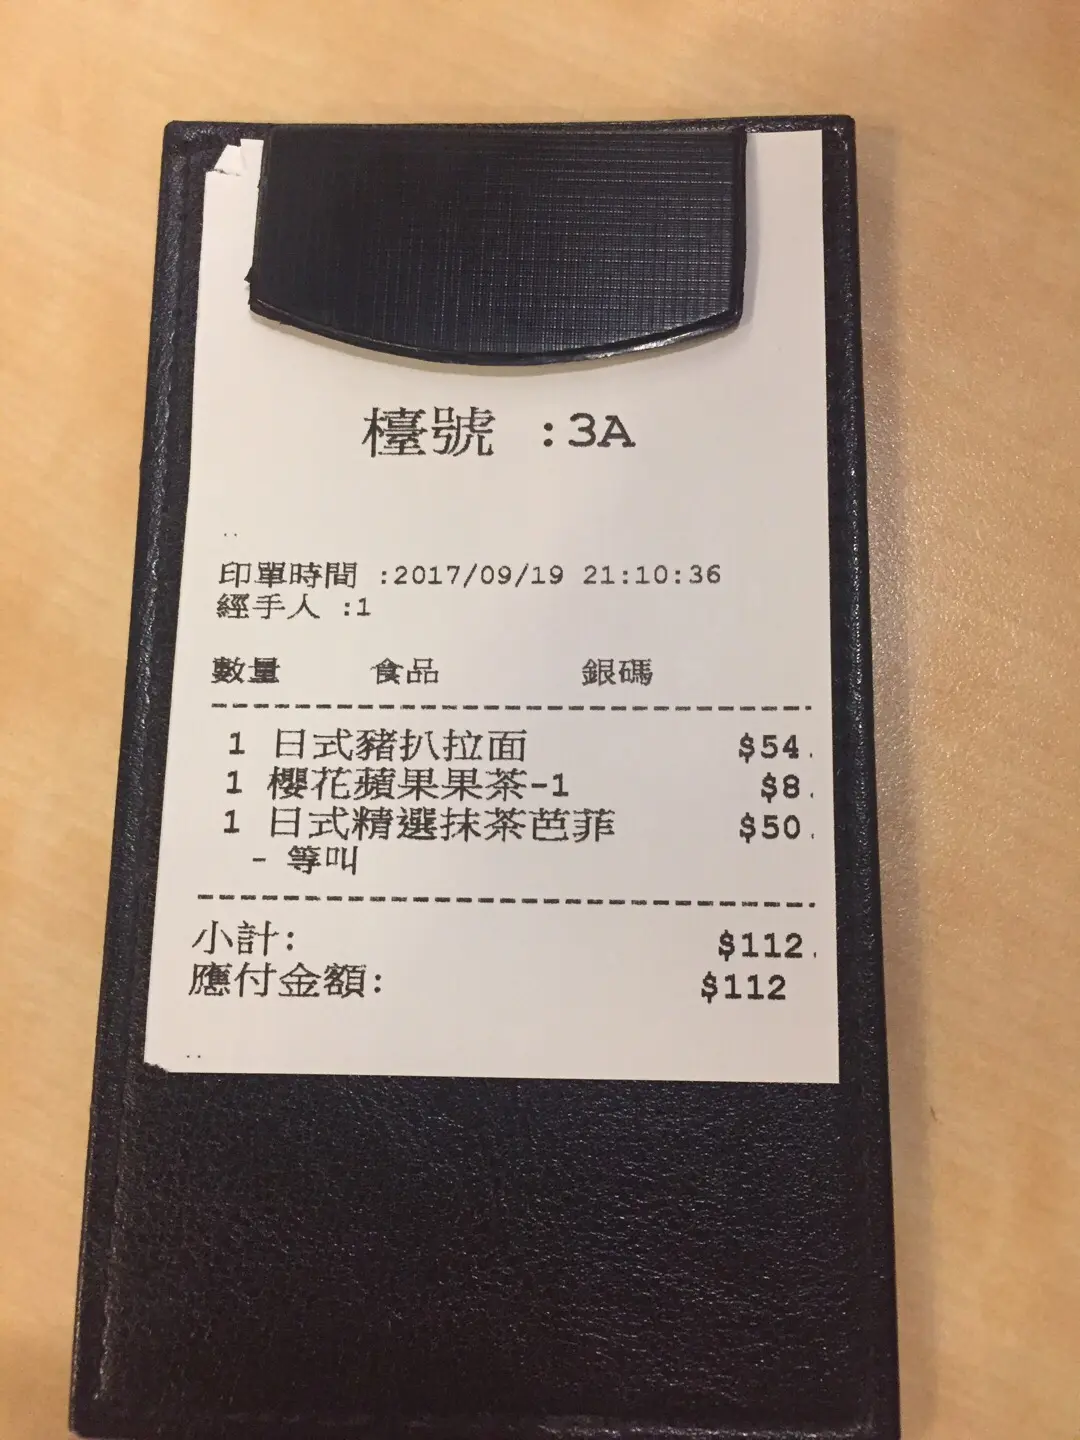 檯號 :3A
..
印單時間 :2017/09/19 21:10:36
經手人 :1
數量 食品 銀碼
1 日式豬扒拉面 $54.
1 櫻花蘋果果茶-1 $8.
1 日式精選抹茶芭菲 $50.
- 等叫
小計: $112.
應付金額: $112
..